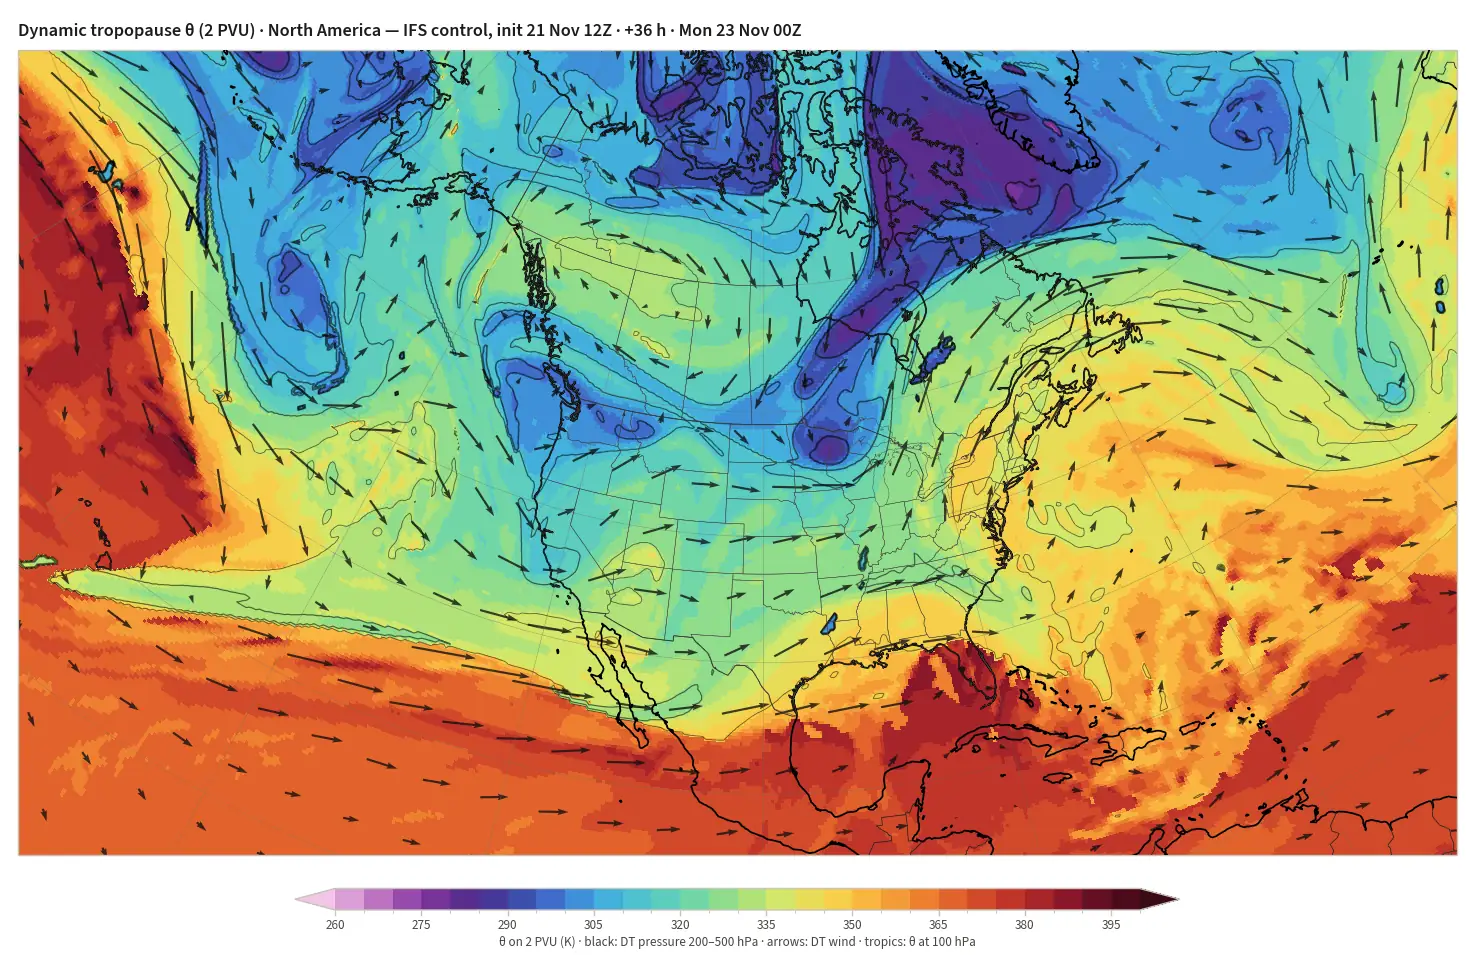 Dynamic tropopause θ (2 PVU) · North America — IFS control, init 21 Nov 12Z · +36 h · Mon 23 Nov 00Z
260 275 290 305 320 335 350 365 380 395
θ on 2 PVU (K) · black: DT pressure 200–500 hPa · arrows: DT wind · tropics: θ at 100 hPa